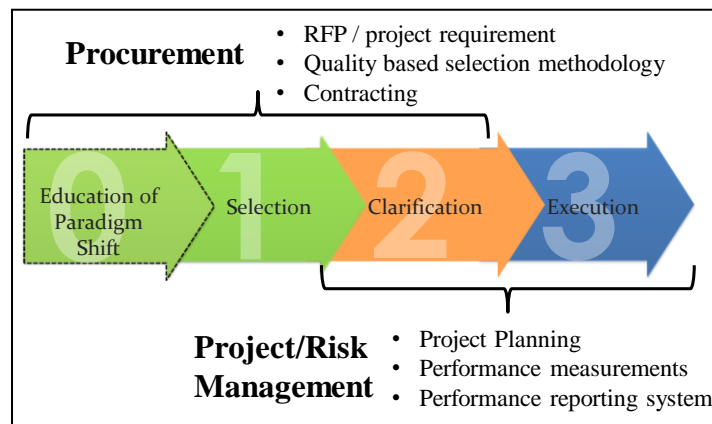 Procurement
• RFP / project requirement
• Quality based selection methodology
• Contracting
0
Education of
Paradigm
Shift
1
Selection
2
Clarification
3
Execution
Project/Risk
Management
• Project Planning
• Performance measurements
• Performance reporting system